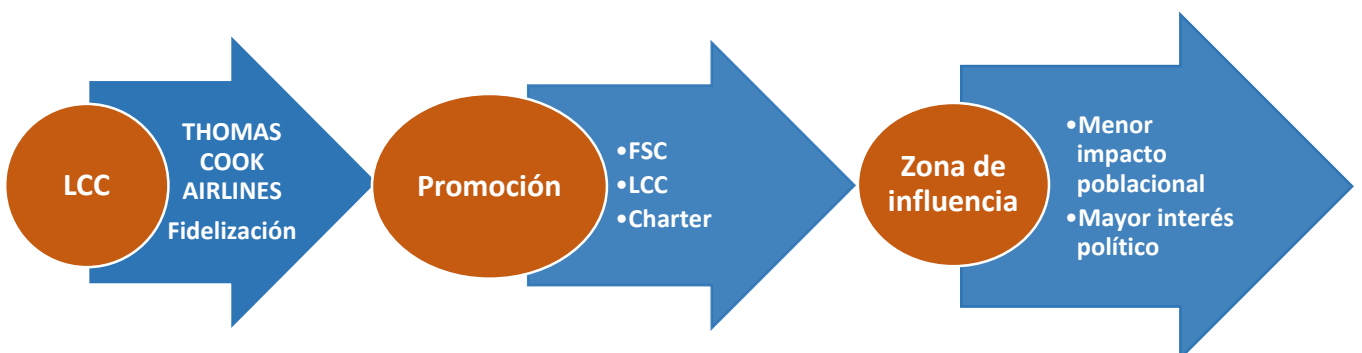 LCC
THOMAS
COOK
AIRLINES
Fidelización
Promoción
•FSC
•LCC
•Charter
Zona de
influencia
•Menor
impacto
poblacional
•Mayor interés
político